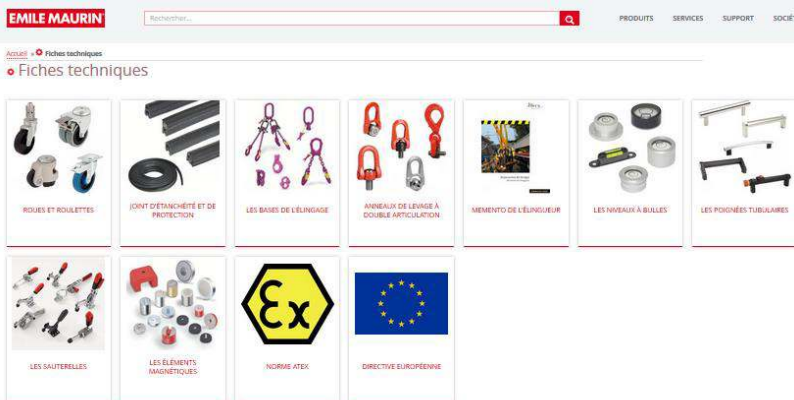 EMILE MAURIN
Rechercher...
PRODUITS SERVICES SUPPORT SOCIÉ
Accueil » Fiches techniques
Fiches techniques
ROUES ET ROULETTES
JOINT D'ÉTANCHÉITÉ ET DE
PROTECTION
LES BASES DE L'ÉLINGAGE
ANNEAUX DE LEVAGE À
DOUBLE ARTICULATION
MEMENTO DE L'ÉLINGUEUR
LES NIVEAUX À BULLES
LES POIGNÉES TUBULAIRES
LES SAUTERELLES
LES ÉLÉMENTS
MAGNÉTIQUES
Ex
NORME ATEX
DIRECTIVE EUROPÉENNE